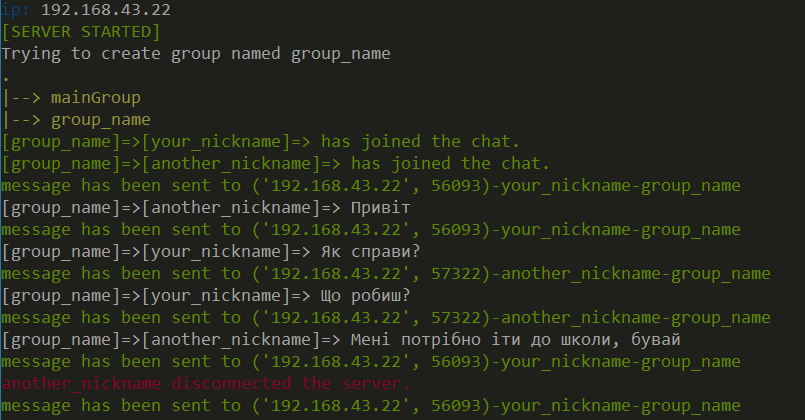 ip: 192.168.43.22
[SERVER STARTED]
Trying to create group named group_name
.
|--> mainGroup
|--> group_name
[group_name]=>[your_nickname]=> has joined the chat.
[group_name]=>[another_nickname]=> has joined the chat.
message has been sent to ('192.168.43.22', 56093)-your_nickname-group_name
[group_name]=>[another_nickname]=> Привіт
message has been sent to ('192.168.43.22', 56093)-your_nickname-group_name
[group_name]=>[your_nickname]=> Як справи?
message has been sent to ('192.168.43.22', 57322)-another_nickname-group_name
[group_name]=>[your_nickname]=> Що робиш?
message has been sent to ('192.168.43.22', 57322)-another_nickname-group_name
[group_name]=>[another_nickname]=> Мені потрібно іти до школи, бувай
message has been sent to ('192.168.43.22', 56093)-your_nickname-group_name
another_nickname disconnected the server.
message has been sent to ('192.168.43.22', 56093)-your_nickname-group_name